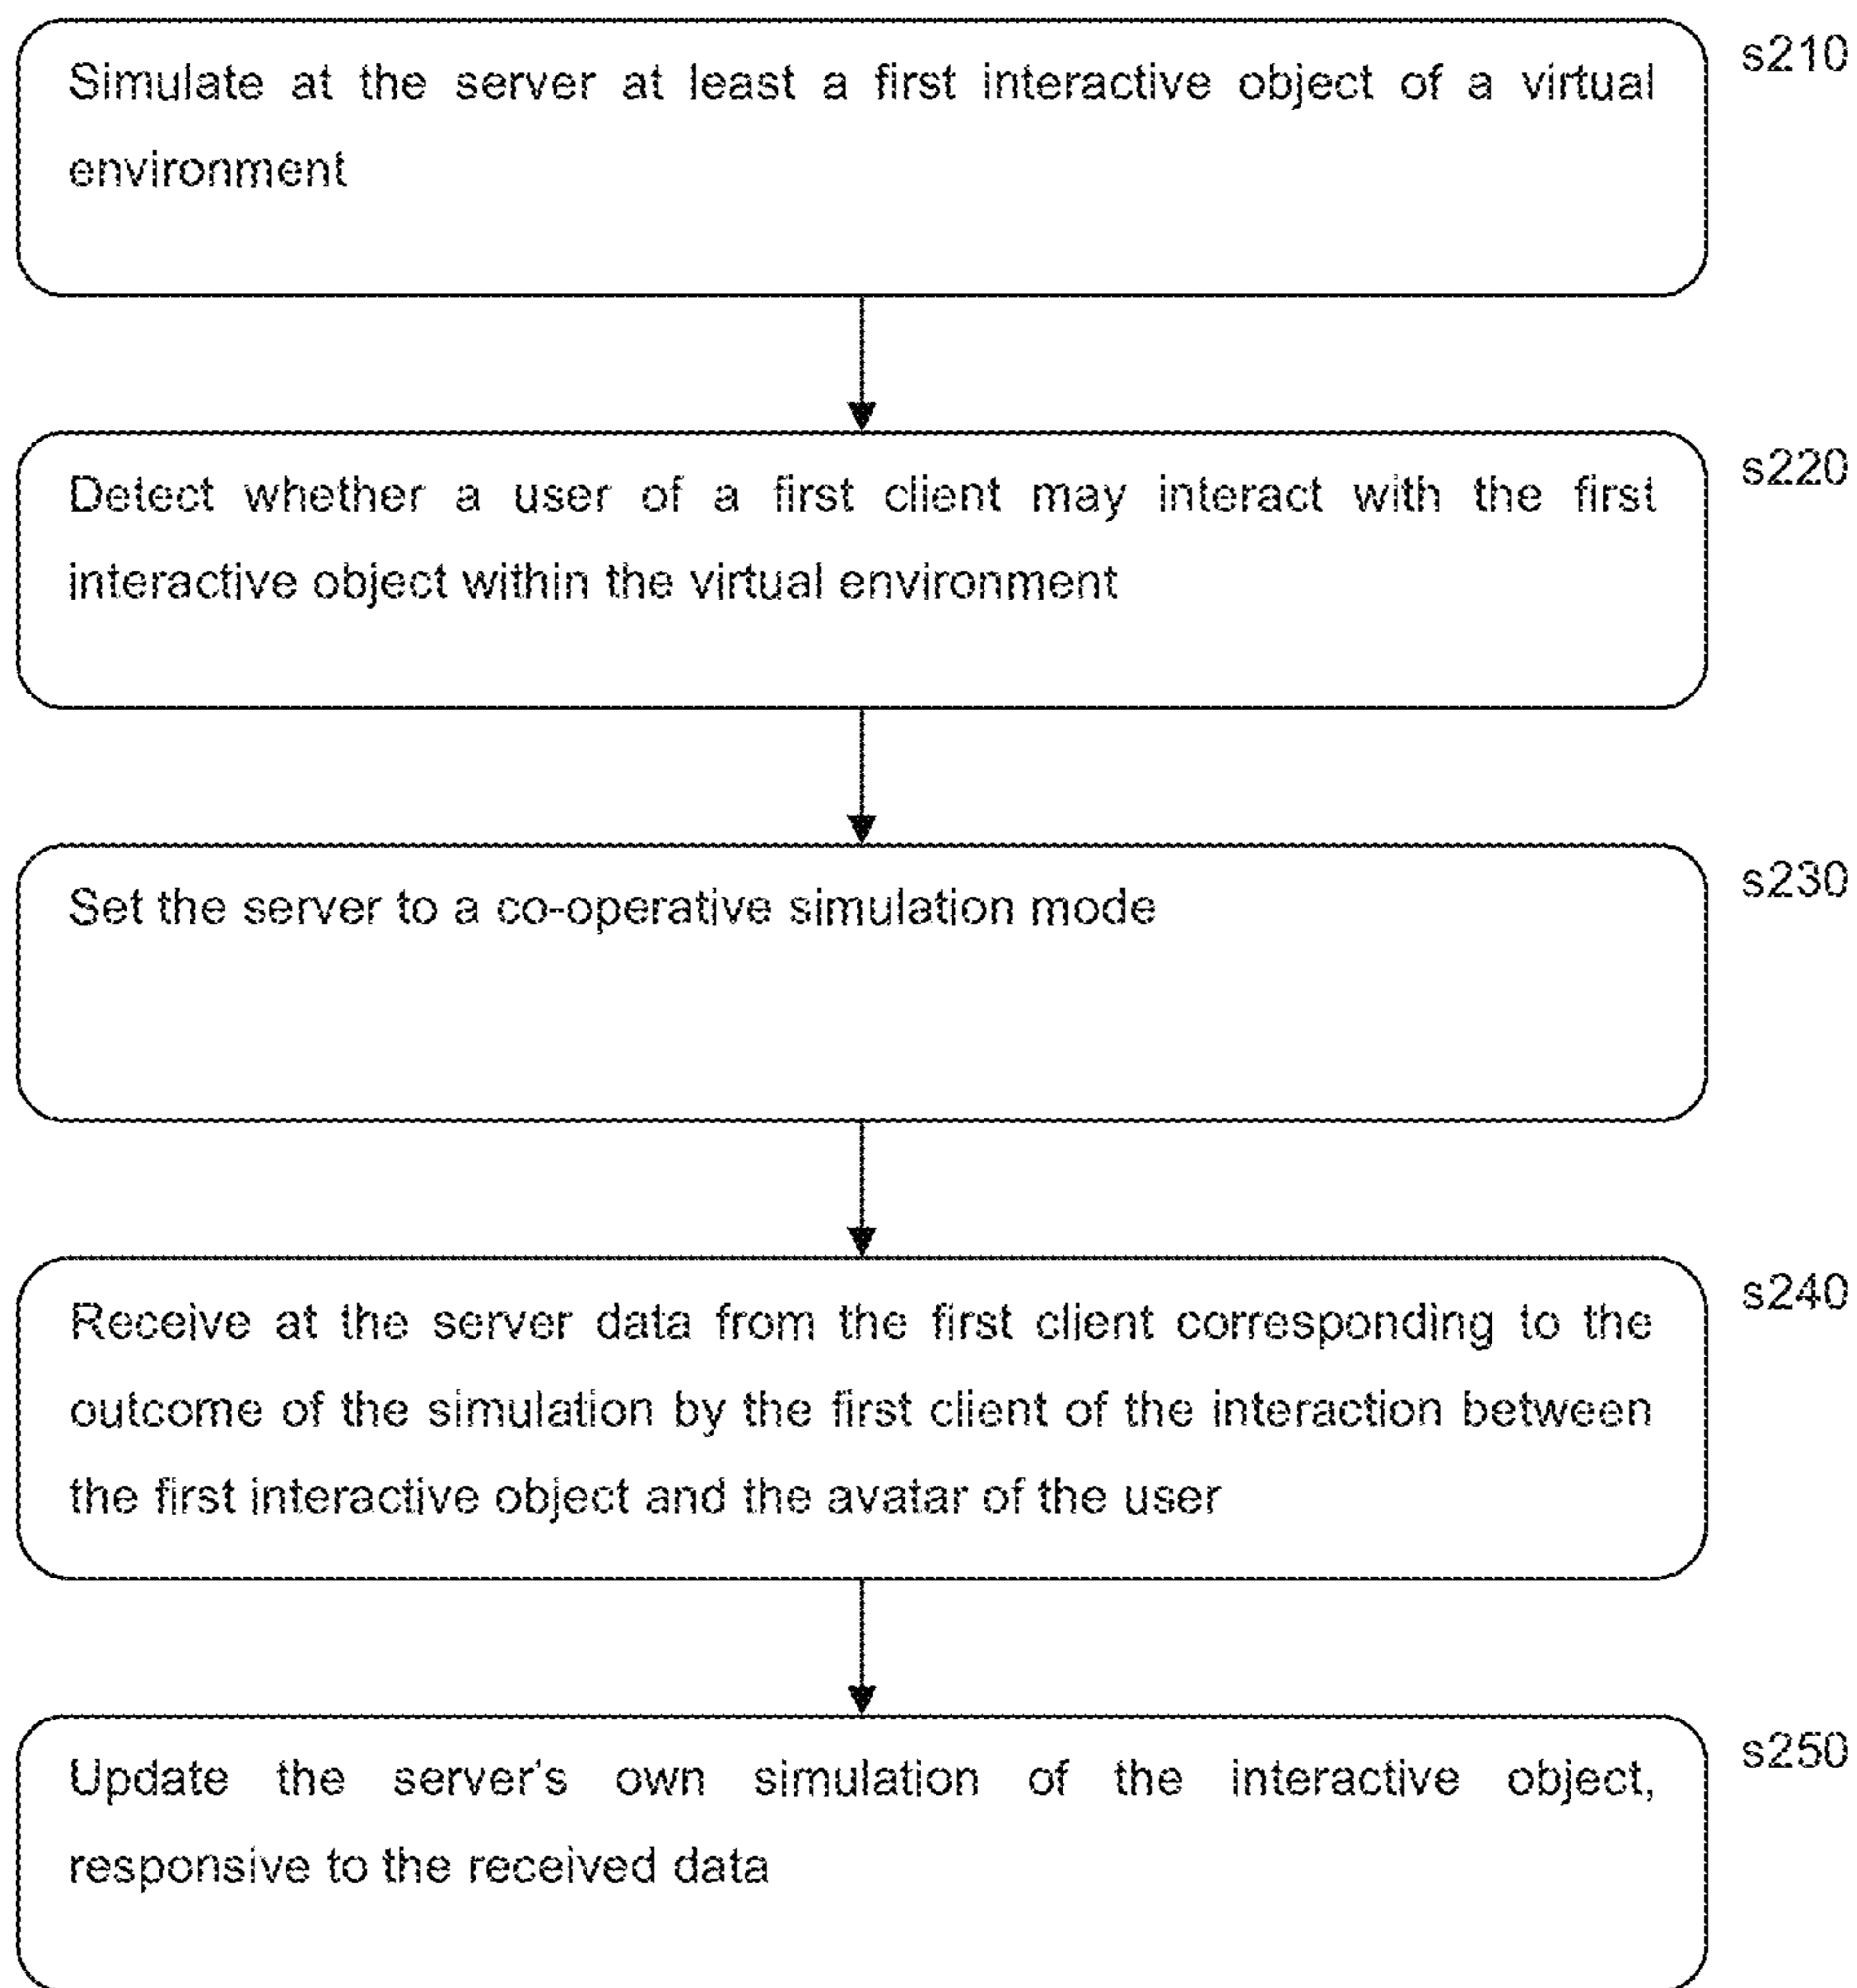 Simulate at the server at least a first interactive object of a virtual
environment
s210
Detect whether a user of a first client may interact with the first
interactive object within the virtual environment
s220
Set the server to a co-operative simulation mode
s230
Receive at the server data from the first client corresponding to the
outcome of the simulation by the first client of the interaction between
the first interactive object and the avatar of the user
s240
Update the server's own simulation of the interactive object,
responsive to the received data
s250